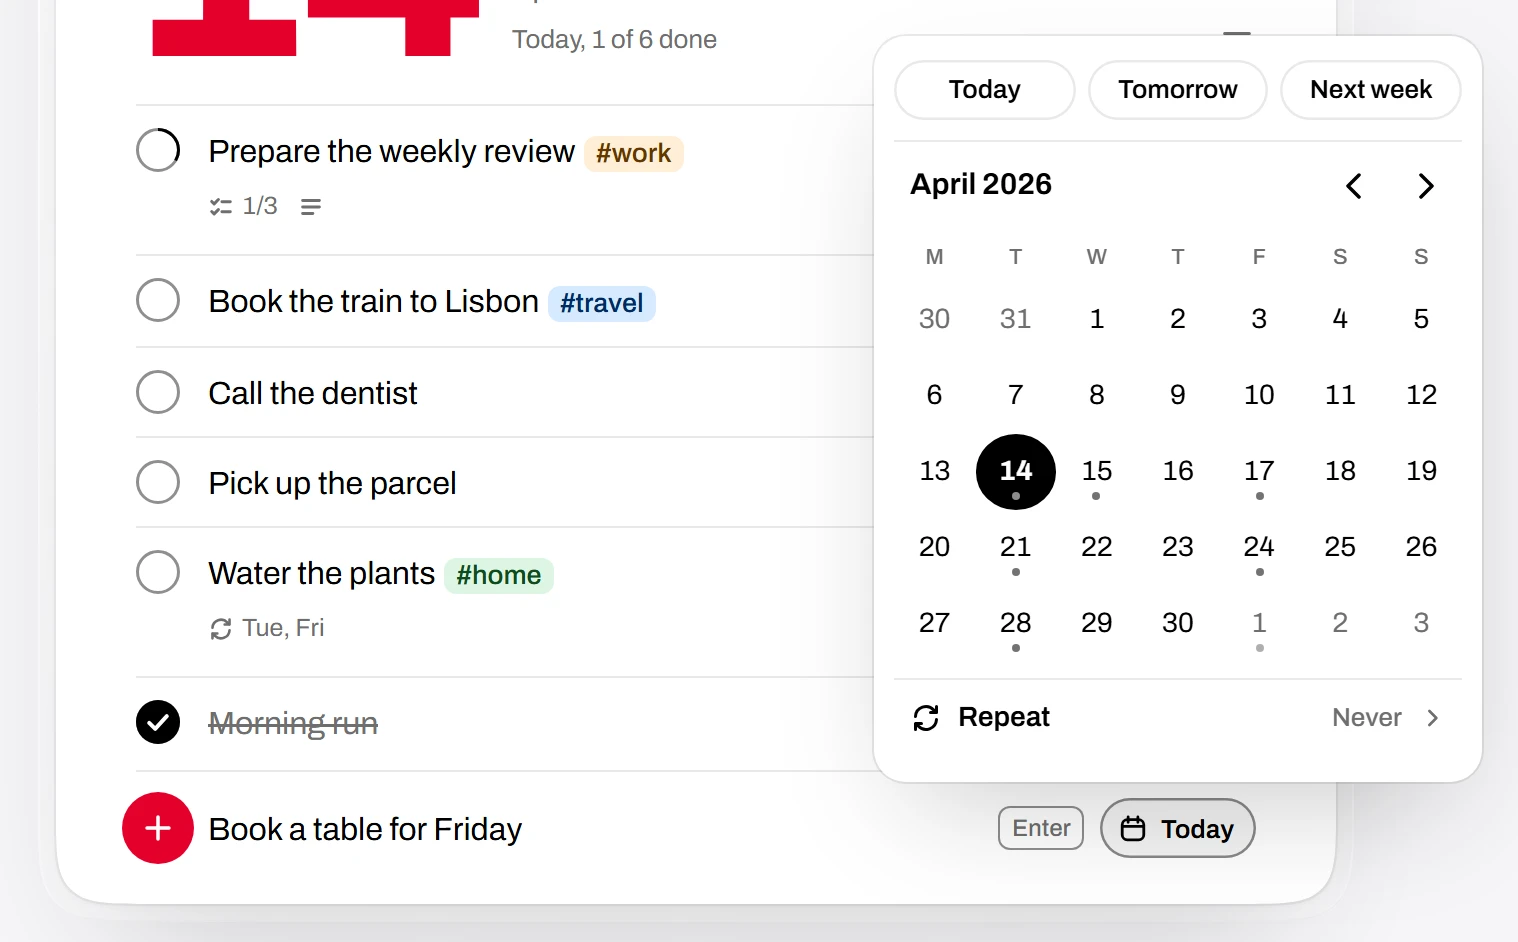 14
Today, 1 of 6 done
Prepare the weekly review #work
1/3
Book the train to Lisbon #travel
Call the dentist
Pick up the parcel
Water the plants #home
Tue, Fri
Morning run
Book a table for Friday
Enter
Today
Today Tomorrow Next week
April 2026
M T W T F S S
30 31 1 2 3 4 5
6 7 8 9 10 11 12
13 14 15 16 17 18 19
20 21 22 23 24 25 26
27 28 29 30 1 2 3
Repeat Never